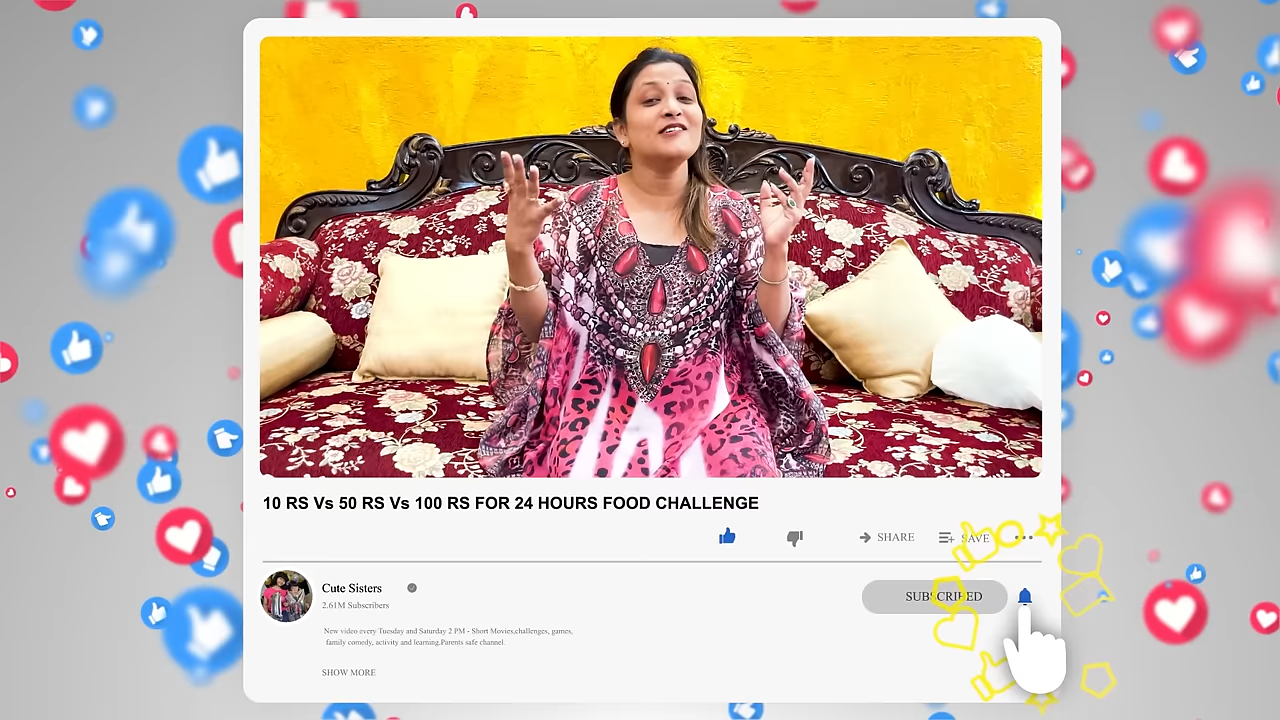 10 RS Vs 50 RS Vs 100 RS FOR 24 HOURS FOOD CHALLENGE
SHARE
SAVE
Cute Sisters
2.61M Subscribers
SUBSCRIBED
New video every Tuesday and Saturday 2 PM - Short Movies,challenges, games,
family comedy, activity and learning.Parents safe channel.
SHOW MORE